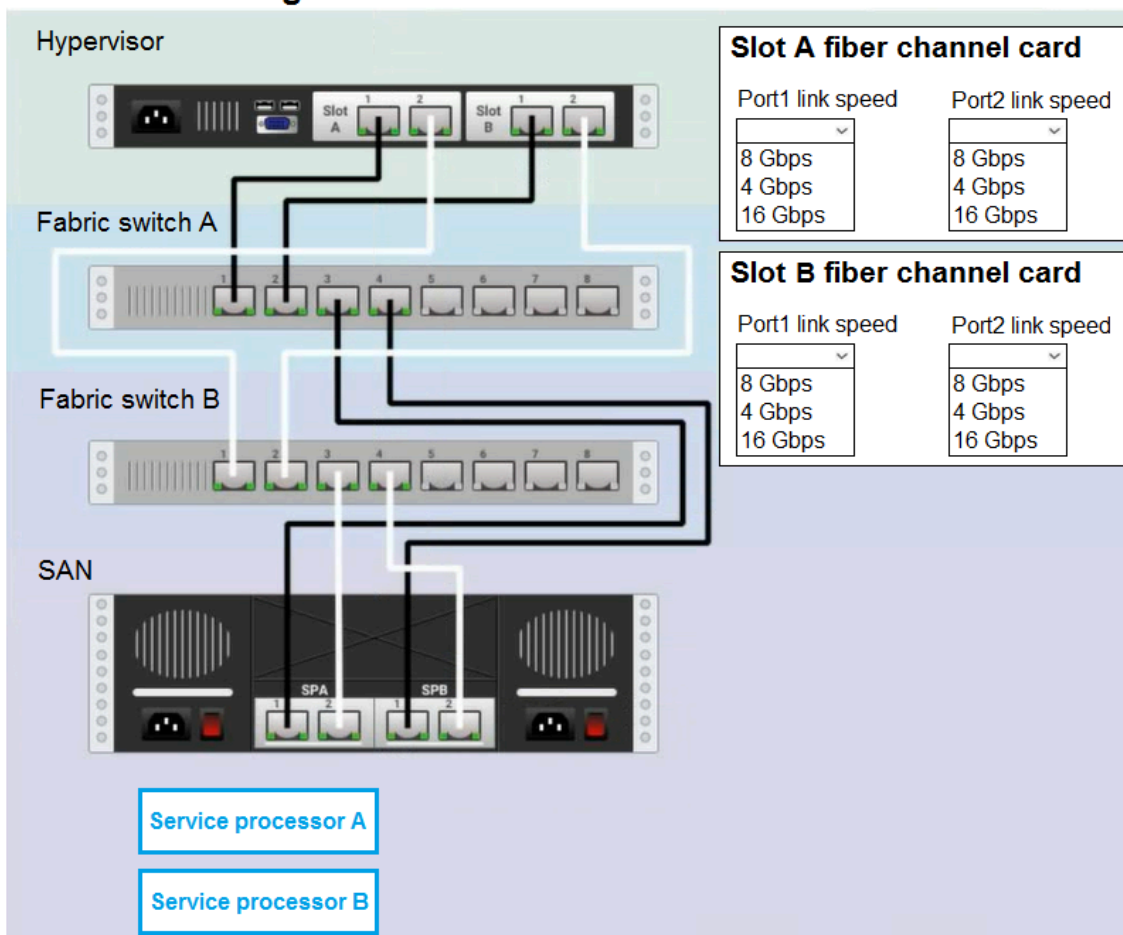 Hypervisor
Slot A
1 2
Slot B
1 2
Fabric switch A
1 2 3 4 5 6 7 8
Fabric switch B
1 2 3 4 5 6 7 8
SAN
SPA SPB
1 2 1 2
Service processor A
Service processor B
Slot A fiber channel card
Port1 link speed Port2 link speed
8 Gbps 8 Gbps
4 Gbps 4 Gbps
16 Gbps 16 Gbps
Slot B fiber channel card
Port1 link speed Port2 link speed
8 Gbps 8 Gbps
4 Gbps 4 Gbps
16 Gbps 16 Gbps